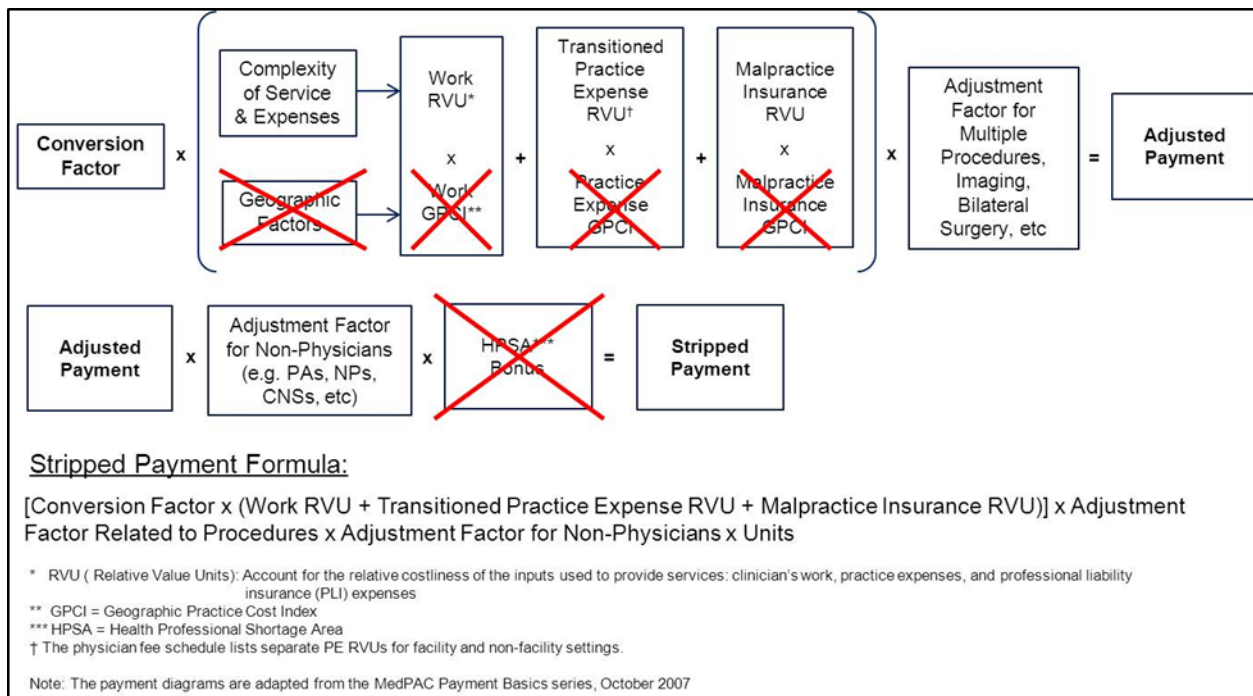 Conversion
Factor
x
Complexity
of Service
& Expenses
Geographic
Factors
Work
RVU*
x
Work
GPCI**
+
Transitioned
Practice
Expense
RVU†
x
Practice
Expense
GPCI
+
Malpractice
Insurance
RVU
x
Malpractice
Insurance
GPCI
x
Adjustment
Factor for
Multiple
Procedures,
Imaging,
Bilateral
Surgery, etc
=
Adjusted
Payment
Adjusted
Payment
x
Adjustment Factor
for Non-Physicians
(e.g. PAs, NPs,
CNSs, etc)
x
HPSA***
Bonus
=
Stripped
Payment
Stripped Payment Formula:
[Conversion Factor x (Work RVU + Transitioned Practice Expense RVU + Malpractice Insurance RVU)] x Adjustment
Factor Related to Procedures x Adjustment Factor for Non-Physicians x Units
* RVU ( Relative Value Units): Account for the relative costliness of the inputs used to provide services: clinician's work, practice expenses, and professional liability
insurance (PLI) expenses
** GPCI = Geographic Practice Cost Index
*** HPSA = Health Professional Shortage Area
† The physician fee schedule lists separate PE RVUs for facility and non-facility settings.
Note: The payment diagrams are adapted from the MedPAC Payment Basics series, October 2007